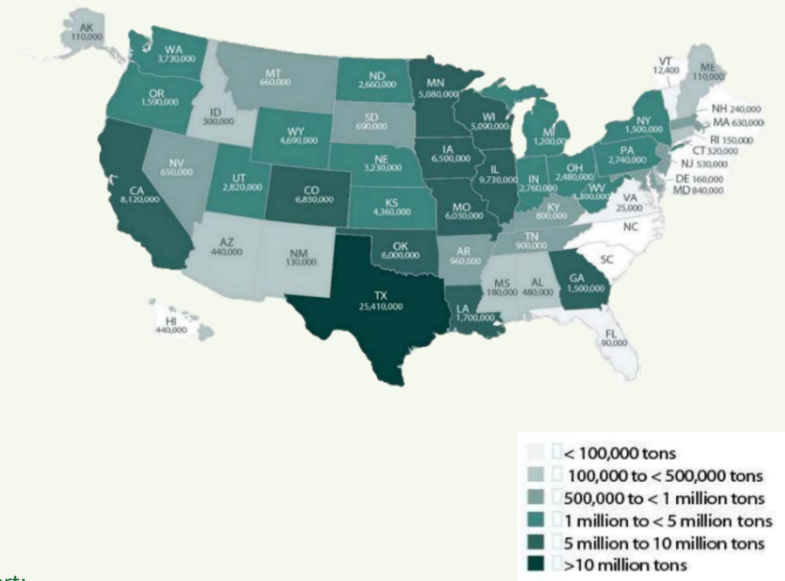 AK
110,000
WA
3,730,000
OR
1,590,000
ID
300,000
MT
660,000
ND
2,660,000
MN
5,080,000
WI
5,090,000
MI
1,200,00
VT
12,400
ME
110,000
NH 240,000
MA 630,000
RI 150,000
CT 320,000
NJ 530,000
DE 160,000
MD 840,000
NY
1,500,000
PA
2,740,000
SD
690,000
WY
4,690,000
NE
3,230,000
IA
6,500,000
IL
9,730,000
IN
2,760,000
OH
2,480,000
WV
1,300,000
VA
25,000
NV
650,000
UT
2,820,000
CO
6,850,000
KS
4,360,000
MO
6,030,000
KY
800,000
NC
CA
8,120,000
AZ
440,000
NM
130,000
OK
6,000,000
AR
960,000
TN
900,000
SC
MS
180,000
AL
480,000
GA
1,500,000
TX
25,410,000
LA
1,700,000
HI
440,000
FL
90,000
< 100,000 tons
100,000 to < 500,000 tons
500,000 to < 1 million tons
1 million to < 5 million tons
5 million to 10 million tons
>10 million tons